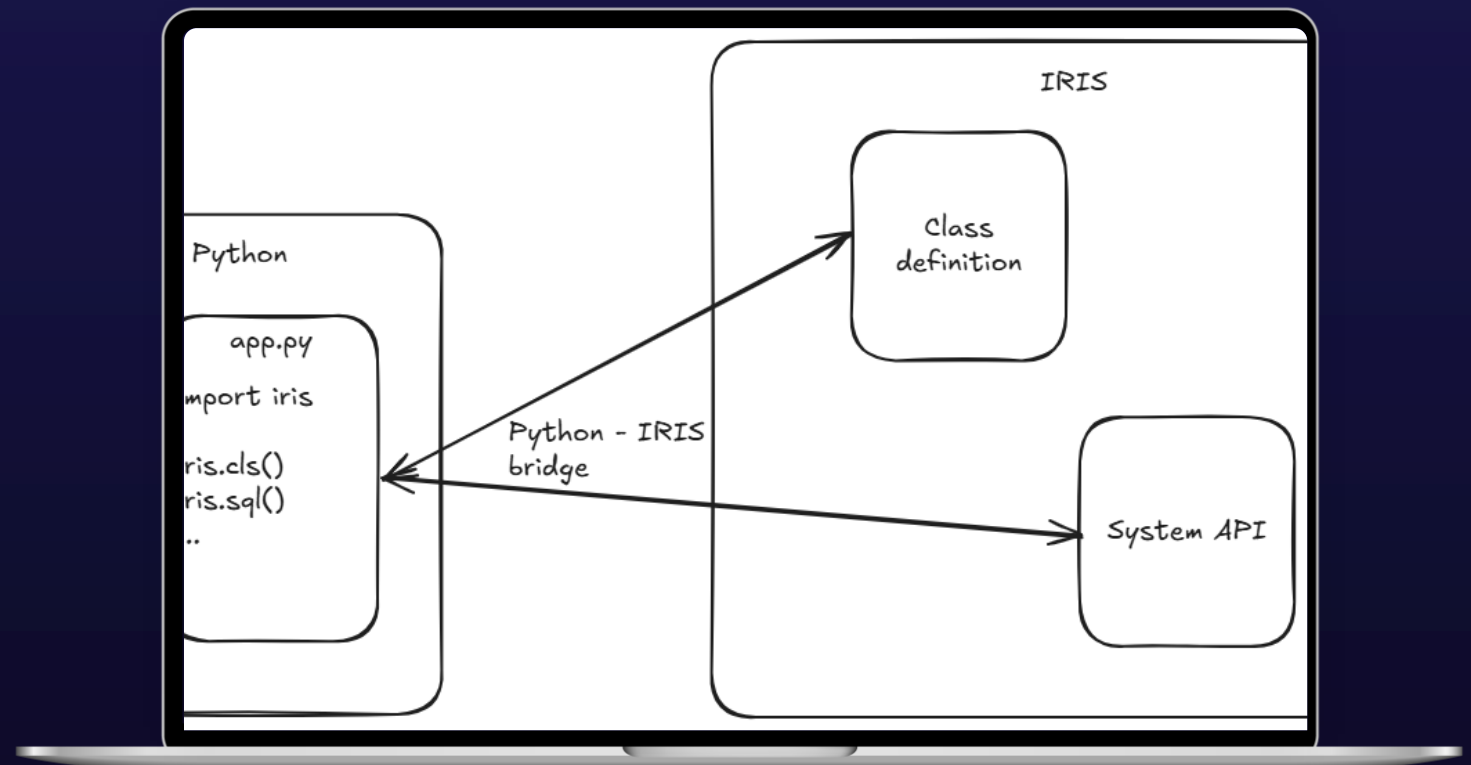 IRIS
Class
definition
Python
app.py
mport iris
ris.cls()
ris.sql()
..
Python - IRIS
bridge
System API